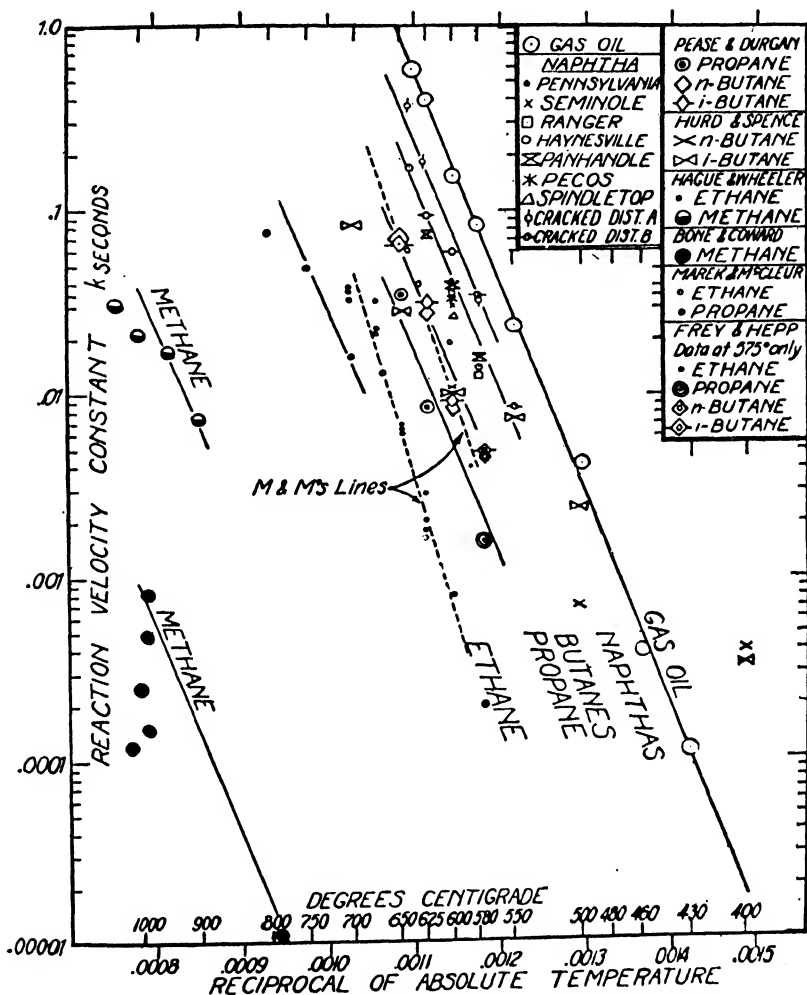 1.0
.1
.01
.001
.0001
.00001
REACTION VELOCITY CONSTANT k SECONDS
GAS OIL
NAPHTHA
PENNSYLVANIA
SEMINOLE
RANGER
HAYNESVILLE
PANHANDLE
PECOS
SPINDLETOP
CRACKED DIST. A
CRACKED DIST. B
PEASE & DURGAN
PROPANE
n-BUTANE
i-BUTANE
HURD & SPENCE
n-BUTANE
i-BUTANE
HAGUE & WHEELER
ETHANE
METHANE
BONE & COWARD
METHANE
MAREK & McCLEUR
ETHANE
PROPANE
FREY & HEPP
Data at 575° only
ETHANE
PROPANE
n-BUTANE
i-BUTANE
METHANE
M & M's Lines
METHANE
ETHANE
PROPANE
BUTANES
NAPHTHAS
GAS OIL
DEGREES CENTIGRADE
1000 900 800 750 700 650 625 600 580 550 500 480 460 430 400
.0008 .0009 .0010 .0011 .0012 .0013 .0014 .0015
RECIPROCAL OF ABSOLUTE TEMPERATURE